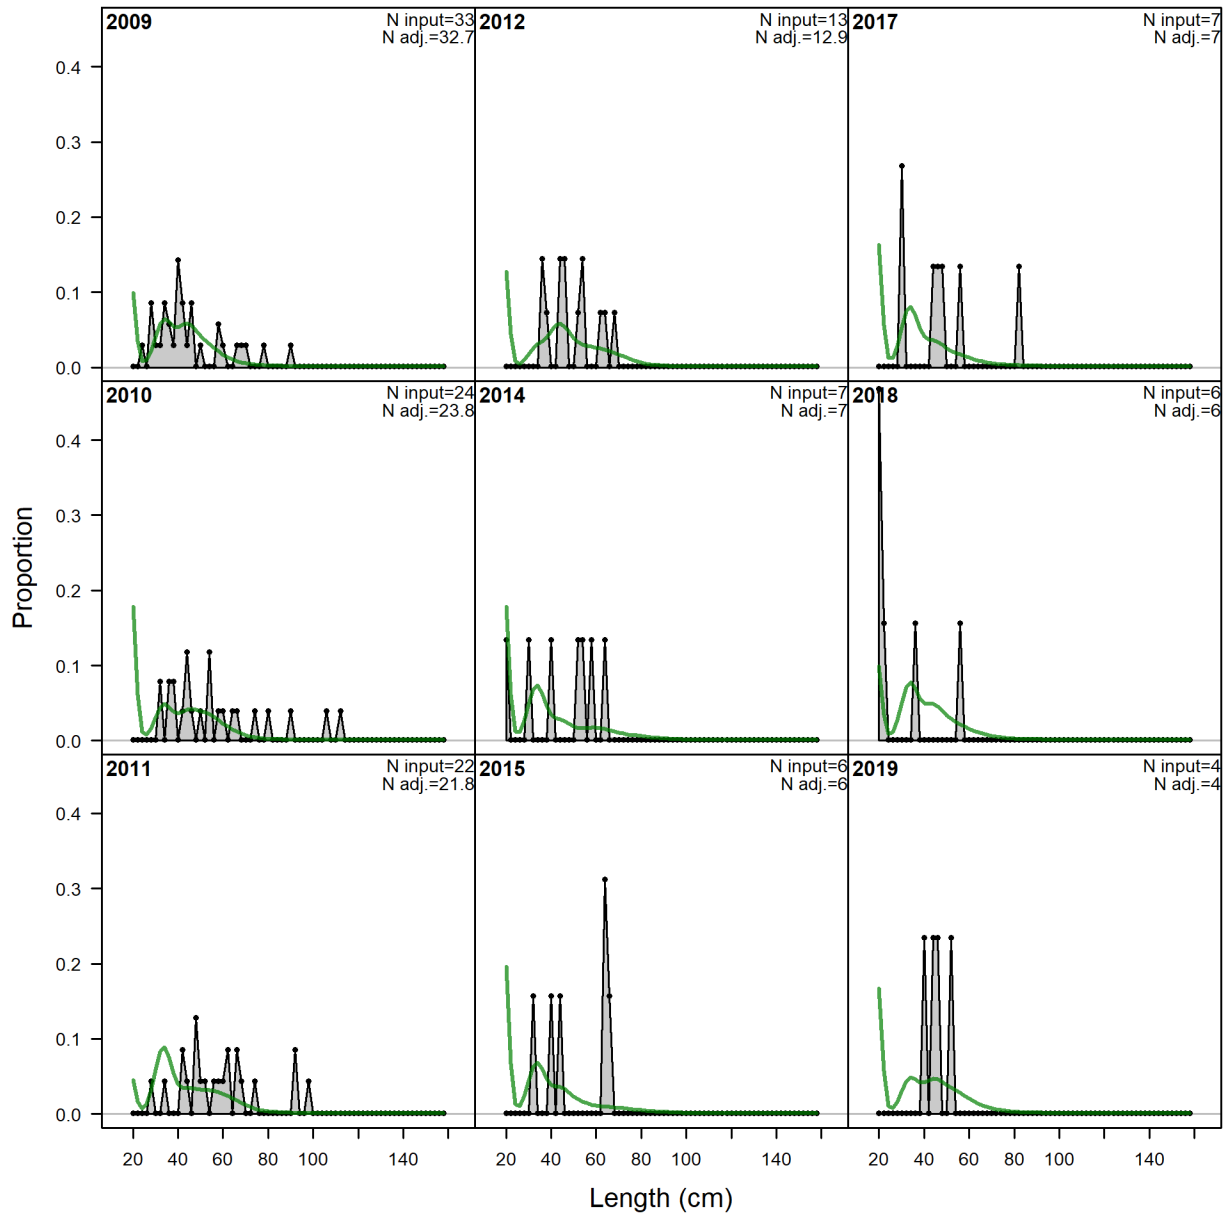 2009
N input=33
N adj.=32.7
2012
N input=13
N adj.=12.9
2017
N input=7
N adj.=7
0.4
0.3
0.2
0.1
0.0
2010
N input=24
N adj.=23.8
2014
N input=7
N adj.=7
2018
N input=6
N adj.=6
0.4
0.3
0.2
0.1
0.0
Proportion
2011
N input=22
N adj.=21.8
2015
N input=6
N adj.=6
2019
N input=4
N adj.=4
0.4
0.3
0.2
0.1
0.0
20 40 60 80 100 140 20 40 60 80 100 140 20 40 60 80 100 140
Length (cm)